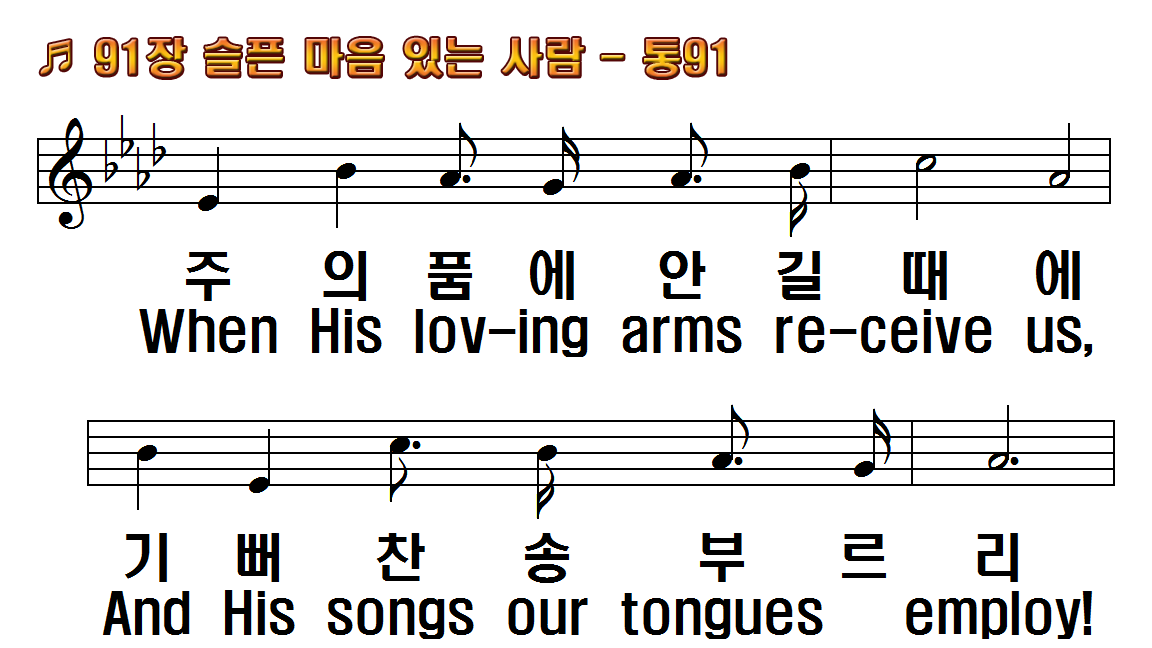 ♬ 91장 슬픈 마음 있는 사람 - 통91
주 의 품 에 안 길 때 에
When His lov-ing arms re-ceive us,
기 뻐 찬 송 부 르 리
And His songs our tongues employ!